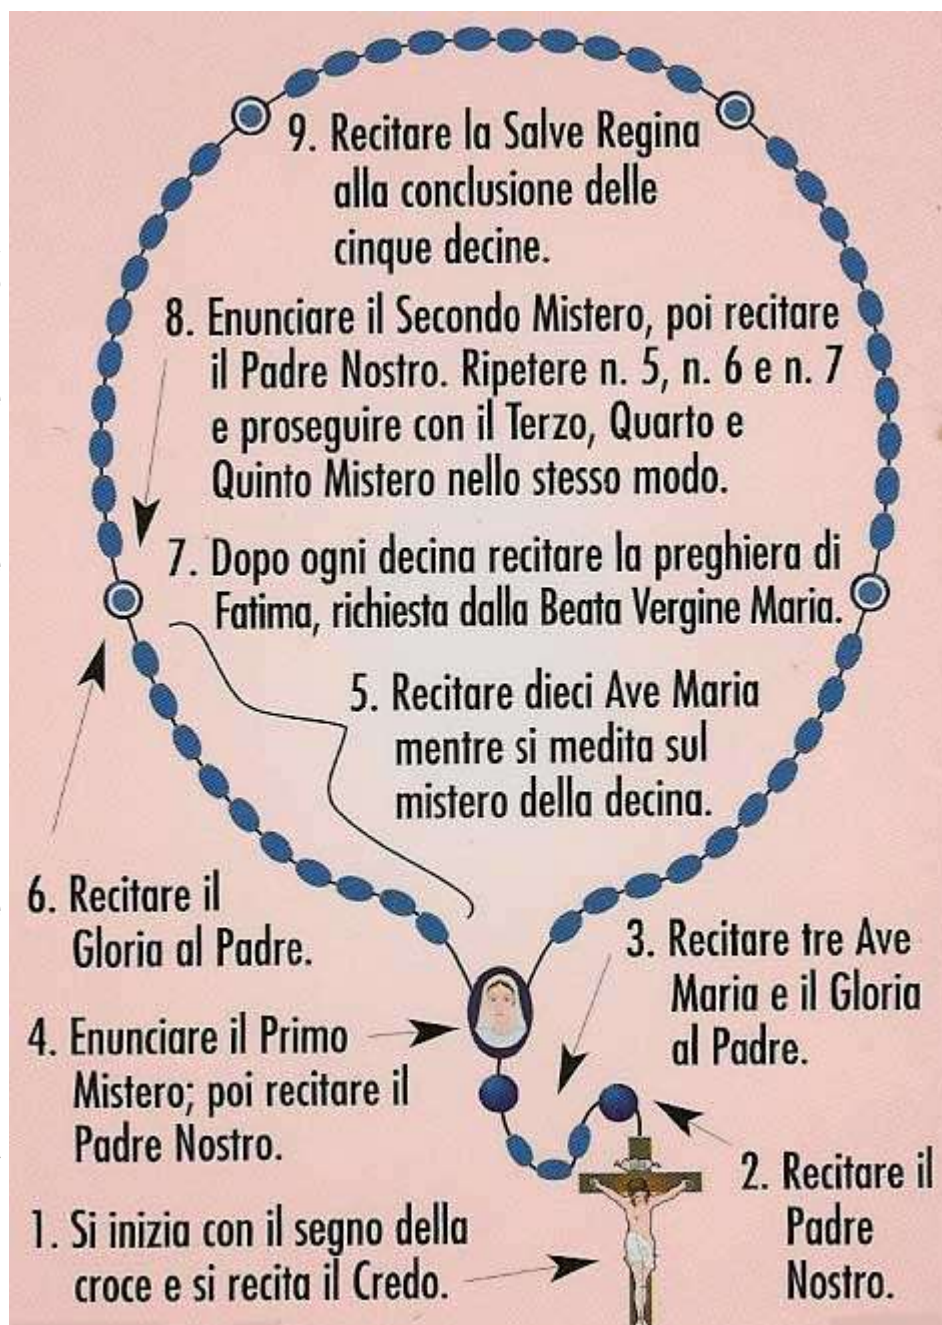 9. Recitare la Salve Regina
alla conclusione delle
cinque decine.
8. Enunciare il Secondo Mistero, poi recitare
il Padre Nostro. Ripetere n. 5, n. 6 e n. 7
e proseguire con il Terzo, Quarto e
Quinto Mistero nello stesso modo.
7. Dopo ogni decina recitare la preghiera di
Fatima, richiesta dalla Beata Vergine Maria.
5. Recitare dieci Ave Maria
mentre si medita sul
mistero della decina.
6. Recitare il
Gloria al Padre.
3. Recitare tre Ave
Maria e il Gloria
al Padre.
4. Enunciare il Primo
Mistero; poi recitare il
Padre Nostro.
2. Recitare il
Padre
Nostro.
1. Si inizia con il segno della
croce e si recita il Credo.